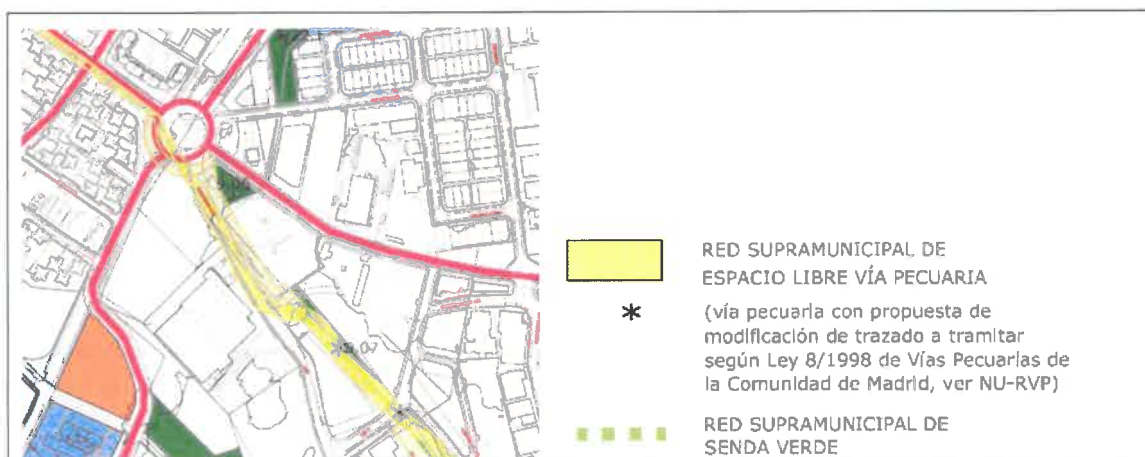 RED SUPRAMUNICIPAL DE
ESPACIO LIBRE VÍA PECUARIA
* (vía pecuaria con propuesta de
modificación de trazado a tramitar
según Ley 8/1998 de Vías Pecuarias de
la Comunidad de Madrid, ver NU-RVP)
RED SUPRAMUNICIPAL DE
SENDA VERDE